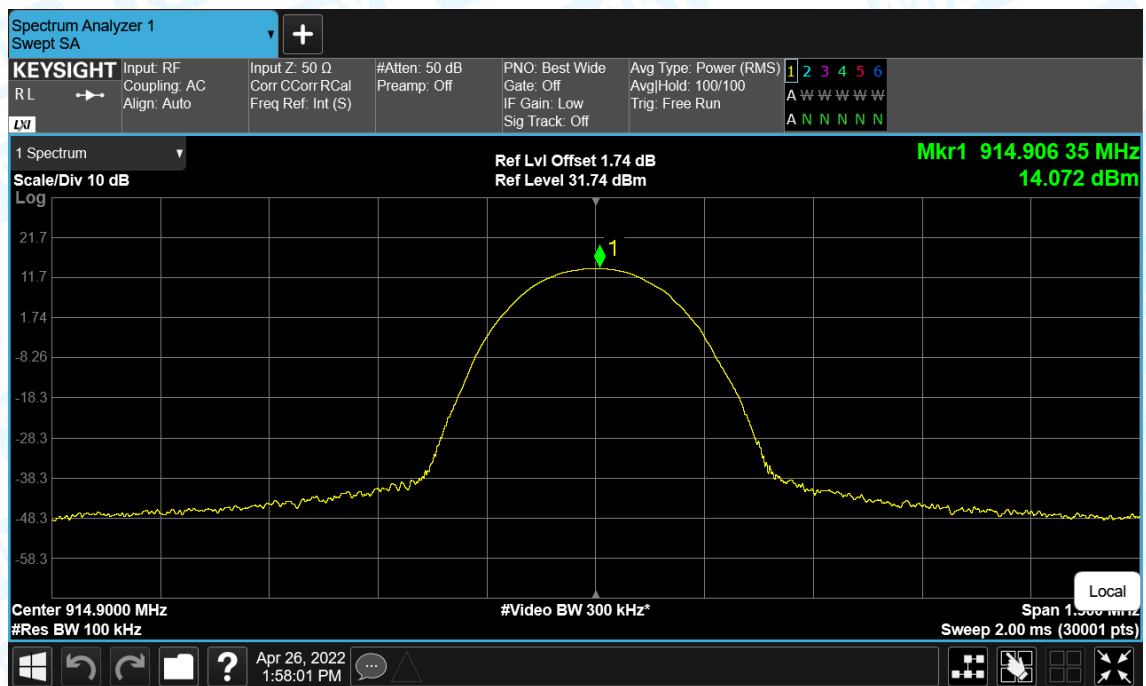 Spectrum Analyzer 1
Swept SA
+
KEYSIGHT
RL
LXI
Input: RF
Coupling: AC
Align: Auto
Input Z: 50 Ω
Corr CCorr RCal
Freq Ref: Int (S)
#Atten: 50 dB
Preamp: Off
PNO: Best Wide
Gate: Off
IF Gain: Low
Sig Track: Off
Avg Type: Power (RMS)
Avg|Hold: 100/100
Trig: Free Run
1 2 3 4 5 6
A W W W W W
A N N N N N
1 Spectrum
Scale/Div 10 dB
Ref Lvl Offset 1.74 dB
Ref Level 31.74 dBm
Mkr1 914.906 35 MHz
14.072 dBm
Log
21.7
11.7
1.74
-8.26
-18.3
-28.3
-38.3
-48.3
-58.3
1
Local
Center 914.9000 MHz
#Res BW 100 kHz
#Video BW 300 kHz*
Span
Sweep 2.00 ms (30001 pts)
?
Apr 26, 2022
1:58:01 PM